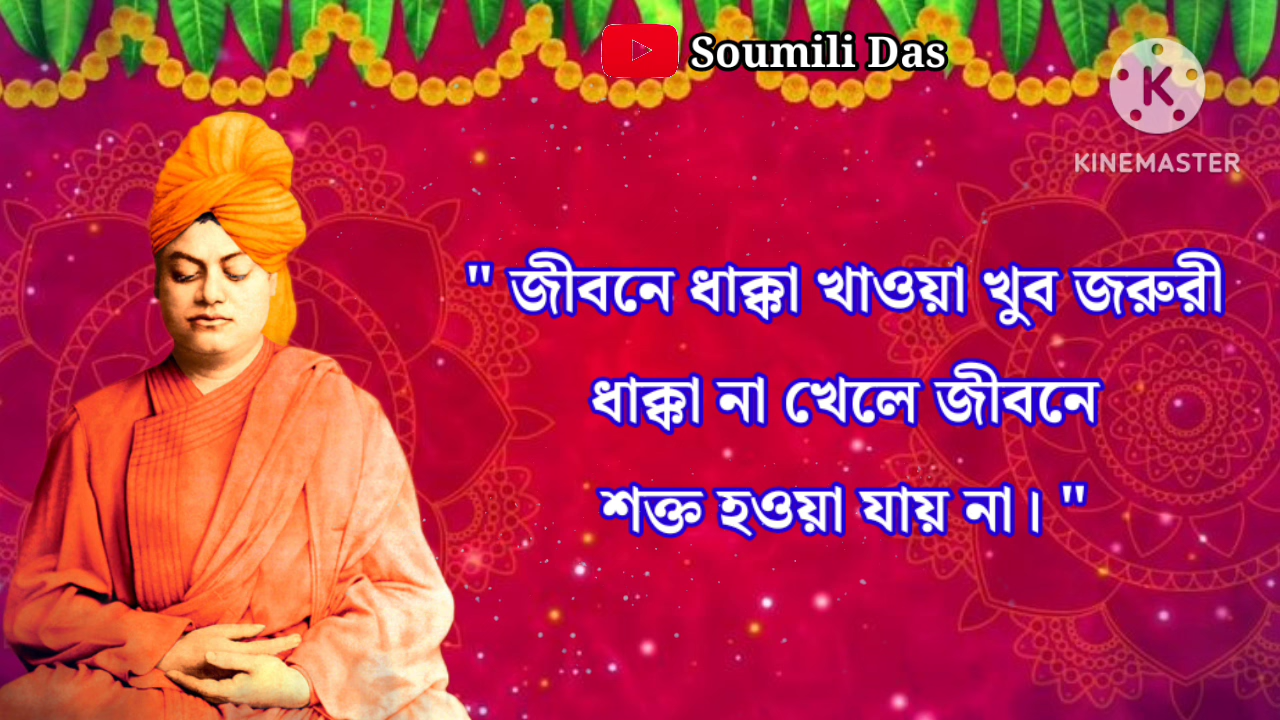 Soumili Das
K
KINEMASTER
" জীবনে ধাক্কা খাওয়া খুব জরুরী
ধাক্কা না খেলে জীবনে
শক্ত হওয়া যায় না। "